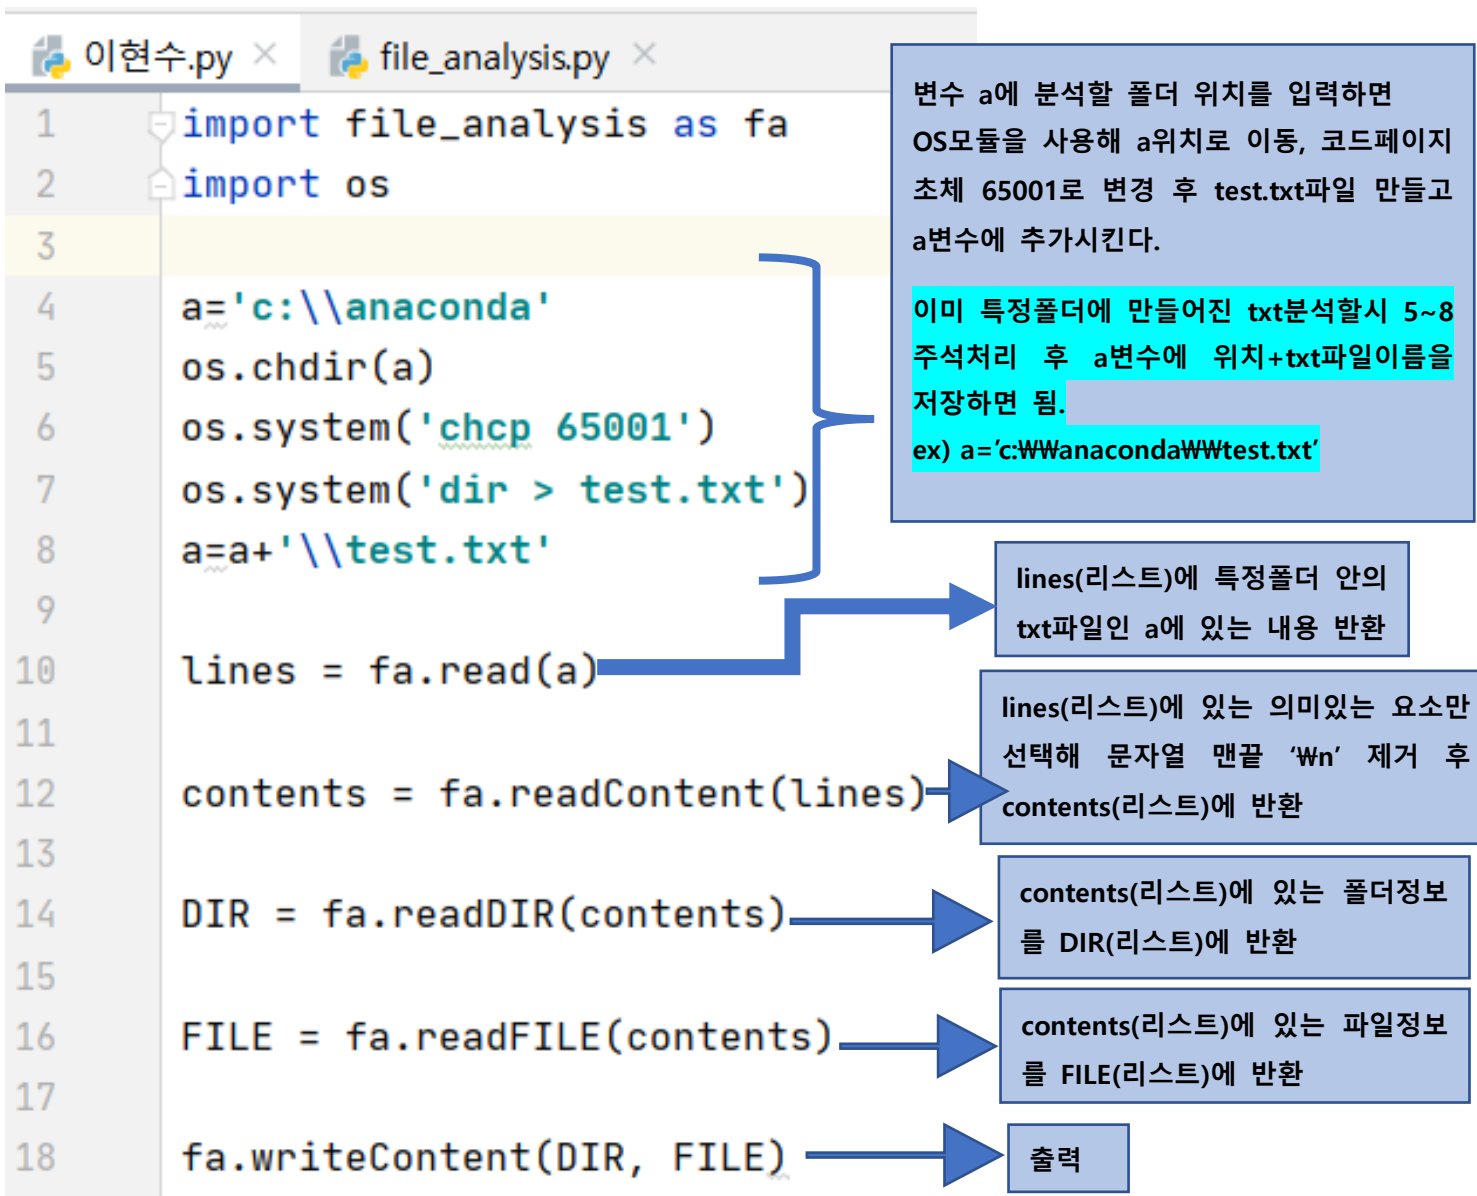 이현수.py × file_analysis.py ×
1 import file_analysis as fa
2 import os
3
4 a='c:\\anaconda'
5 os.chdir(a)
6 os.system('chcp 65001')
7 os.system('dir > test.txt')
8 a=a+'\\test.txt'
9
10 lines = fa.read(a)
11
12 contents = fa.readContent(lines)
13
14 DIR = fa.readDIR(contents)
15
16 FILE = fa.readFILE(contents)
17
18 fa.writeContent(DIR, FILE)
변수 a에 분석할 폴더 위치를 입력하면
OS모듈을 사용해 a위치로 이동, 코드페이지
초체 65001로 변경 후 test.txt파일 만들고
a변수에 추가시킨다.
이미 특정폴더에 만들어진 txt분석할시 5~8
주석처리 후 a변수에 위치+txt파일이름을
저장하면 됨.
ex) a=’c:₩₩anaconda₩₩test.txt’
lines(리스트)에 특정폴더 안의
txt파일인 a에 있는 내용 반환
lines(리스트)에 있는 의미있는 요소만
선택해 문자열 맨끝 ‘₩n’ 제거 후
contents(리스트)에 반환
contents(리스트)에 있는 폴더정보
를 DIR(리스트)에 반환
contents(리스트)에 있는 파일정보
를 FILE(리스트)에 반환
출력